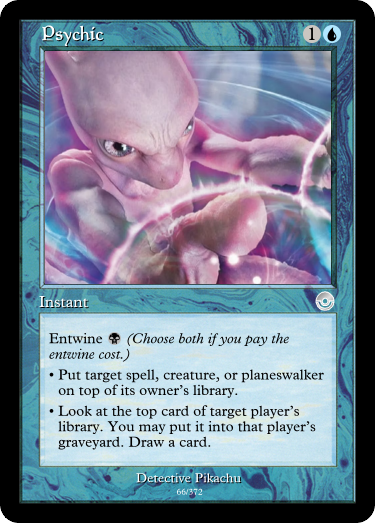 Psychic 1
Instant
Entwine (Choose both if you pay the
entwine cost.)
• Put target spell, creature, or planeswalker
on top of its owner's library.
• Look at the top card of target player's
library. You may put it into that player's
graveyard. Draw a card.
Detective Pikachu
66/372